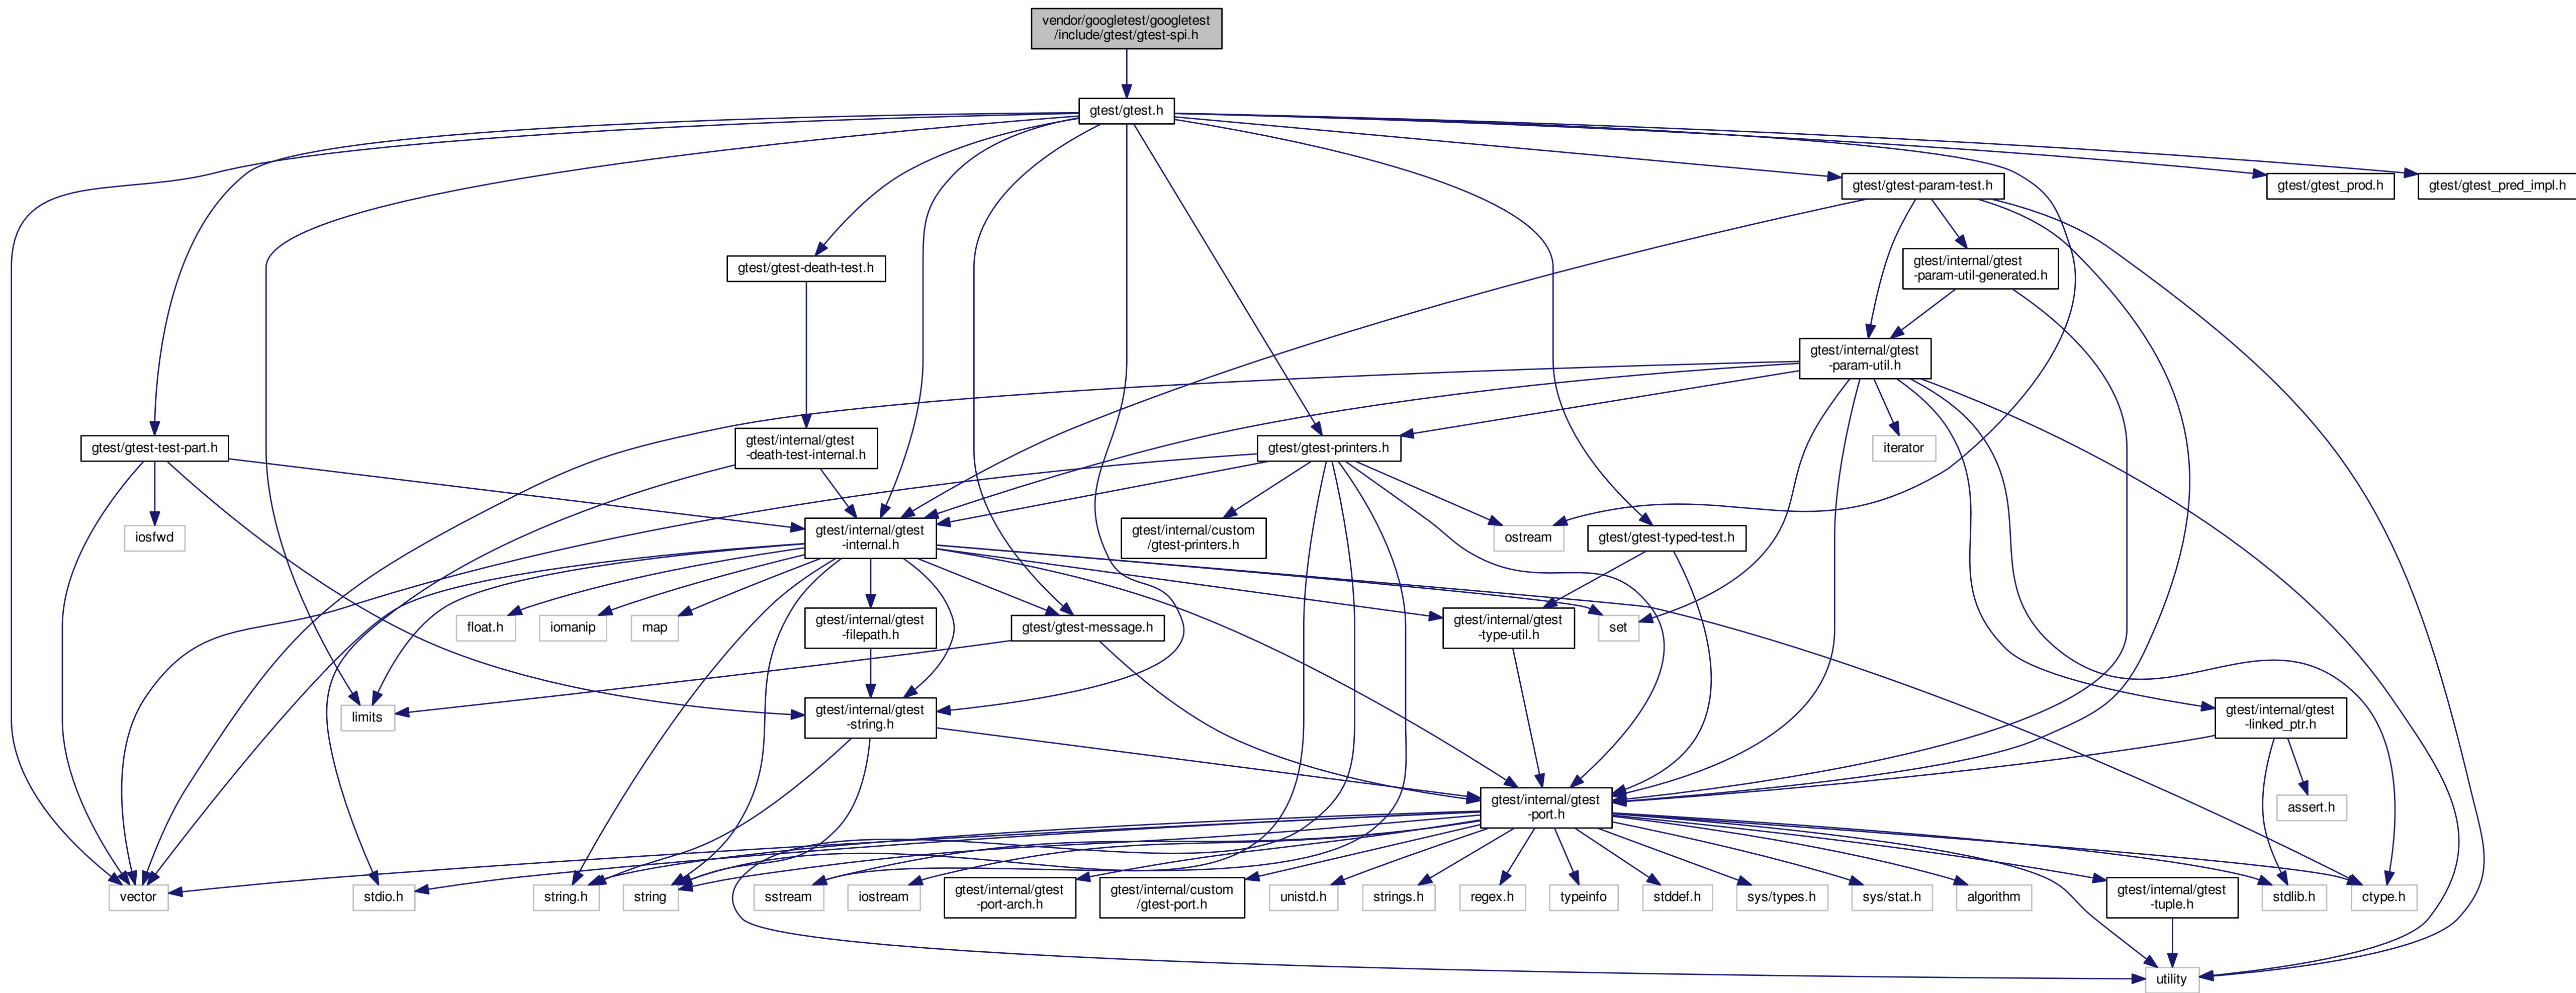 vendor/googletest/googletest
/include/gtest/gtest-spi.h
gtest/gtest.h
gtest/gtest-param-test.h
gtest/gtest_prod.h
gtest/gtest_pred_impl.h
gtest/gtest-death-test.h
gtest/internal/gtest
-param-util-generated.h
gtest/internal/gtest
-param-util.h
gtest/gtest-test-part.h
gtest/internal/gtest
-death-test-internal.h
gtest/gtest-printers.h
iterator
iosfwd
gtest/internal/gtest
-internal.h
gtest/internal/custom
/gtest-printers.h
ostream
gtest/gtest-typed-test.h
float.h
iomanip
map
gtest/internal/gtest
-filepath.h
gtest/gtest-message.h
gtest/internal/gtest
-type-util.h
set
limits
gtest/internal/gtest
-string.h
gtest/internal/gtest
-linked_ptr.h
gtest/internal/gtest
-port.h
assert.h
vector
stdio.h
string.h
string
sstream
iostream
gtest/internal/gtest
-port-arch.h
gtest/internal/custom
/gtest-port.h
unistd.h
strings.h
regex.h
typeinfo
stddef.h
sys/types.h
sys/stat.h
algorithm
gtest/internal/gtest
-tuple.h
stdlib.h
ctype.h
utility